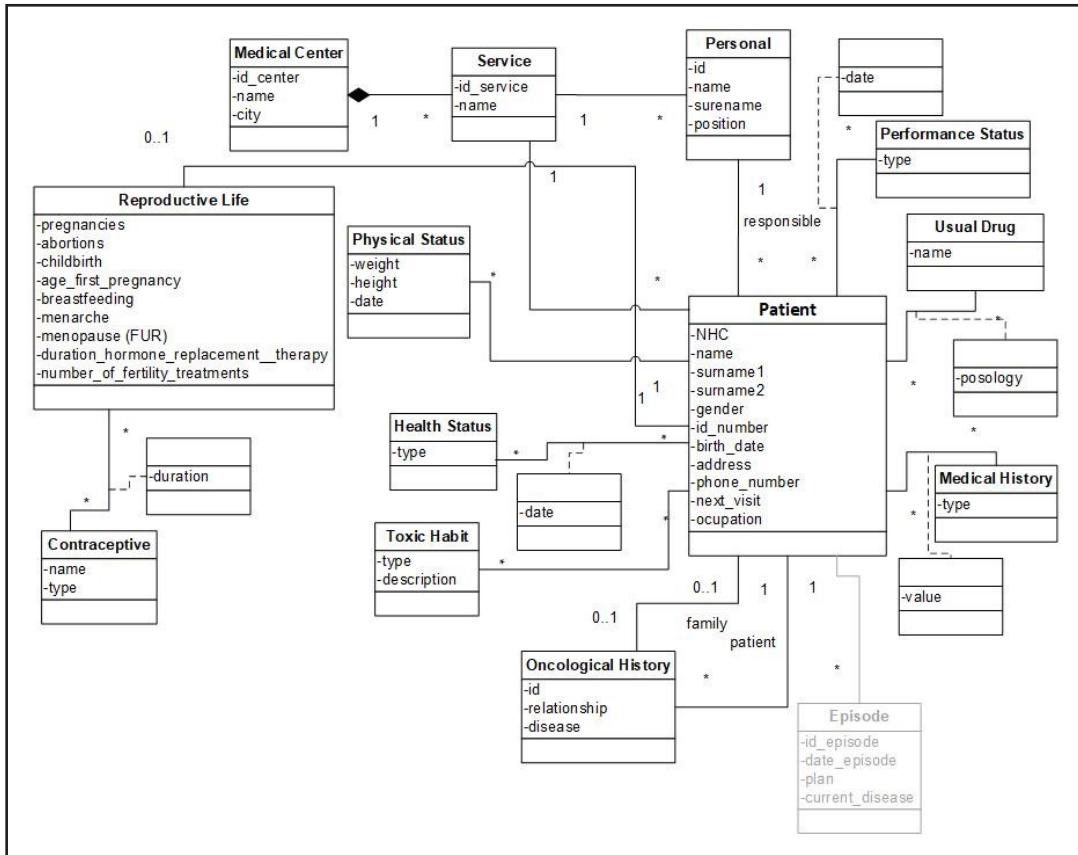 Medical Center
-id_center
-name
-city
Service
-id_service
-name
Personal
-id
-name
-surename
-position
-date
Performance Status
-type
1
*
1
*
0..1
*
1
1
responsible
*
*
Reproductive Life
-pregnancies
-abortions
-childbirth
-age_first_pregnancy
-breastfeeding
-menarche
-menopause (FUR)
-duration_hormone_replacement__therapy
-number_of_fertility_treatments
Physical Status
-weight
-height
-date
*
*
1
1
Usual Drug
-name
*
*
-posology
Patient
-NHC
-name
-surname1
-surname2
-gender
-id_number
-birth_date
-address
-phone_number
-next_visit
-ocupation
Health Status
-type
*
*
-date
*
-duration
*
Contraceptive
-name
-type
Toxic Habit
-type
-description
*
*
*
Medical History
-type
*
-value
0..1
1
1
0..1
family
patient
*
*
Oncological History
-id
-relationship
-disease
Episode
-id_episode
-date_episode
-plan
-current_disease